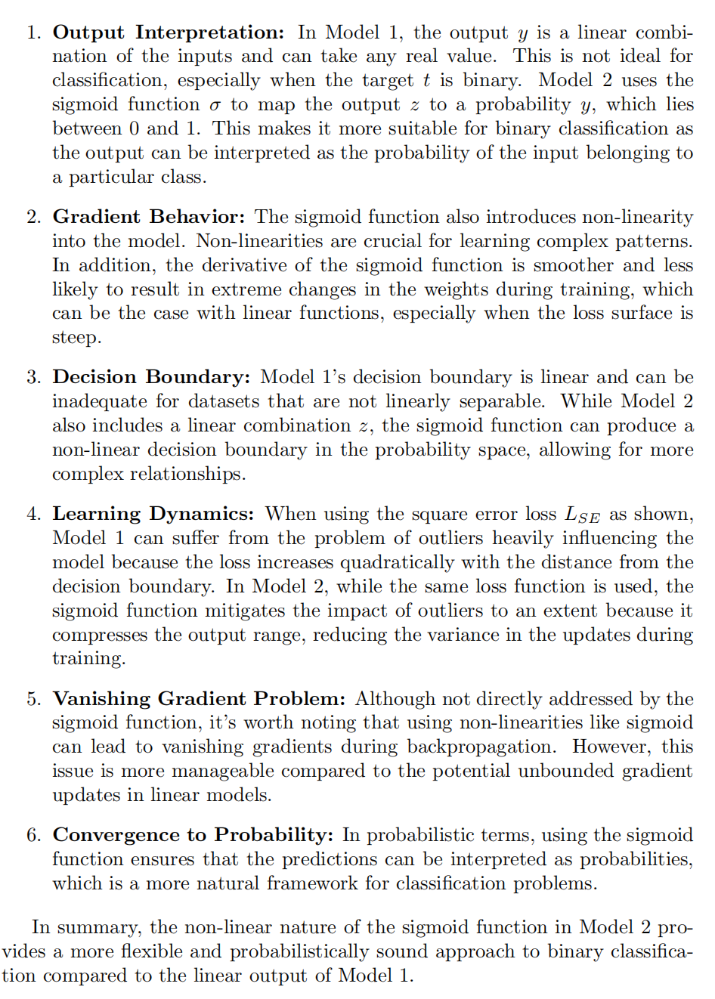 1. Output Interpretation: In Model 1, the output y is a linear combi-
nation of the inputs and can take any real value. This is not ideal for
classification, especially when the target t is binary. Model 2 uses the
sigmoid function σ to map the output z to a probability y, which lies
between 0 and 1. This makes it more suitable for binary classification as
the output can be interpreted as the probability of the input belonging to
a particular class.
2. Gradient Behavior: The sigmoid function also introduces non-linearity
into the model. Non-linearities are crucial for learning complex patterns.
In addition, the derivative of the sigmoid function is smoother and less
likely to result in extreme changes in the weights during training, which
can be the case with linear functions, especially when the loss surface is
steep.
3. Decision Boundary: Model 1's decision boundary is linear and can be
inadequate for datasets that are not linearly separable. While Model 2
also includes a linear combination z, the sigmoid function can produce a
non-linear decision boundary in the probability space, allowing for more
complex relationships.
4. Learning Dynamics: When using the square error loss L_SE as shown,
Model 1 can suffer from the problem of outliers heavily influencing the
model because the loss increases quadratically with the distance from the
decision boundary. In Model 2, while the same loss function is used, the
sigmoid function mitigates the impact of outliers to an extent because it
compresses the output range, reducing the variance in the updates during
training.
5. Vanishing Gradient Problem: Although not directly addressed by the
sigmoid function, it's worth noting that using non-linearities like sigmoid
can lead to vanishing gradients during backpropagation. However, this
issue is more manageable compared to the potential unbounded gradient
updates in linear models.
6. Convergence to Probability: In probabilistic terms, using the sigmoid
function ensures that the predictions can be interpreted as probabilities,
which is a more natural framework for classification problems.
In summary, the non-linear nature of the sigmoid function in Model 2 pro-
vides a more flexible and probabilistically sound approach to binary classifica-
tion compared to the linear output of Model 1.